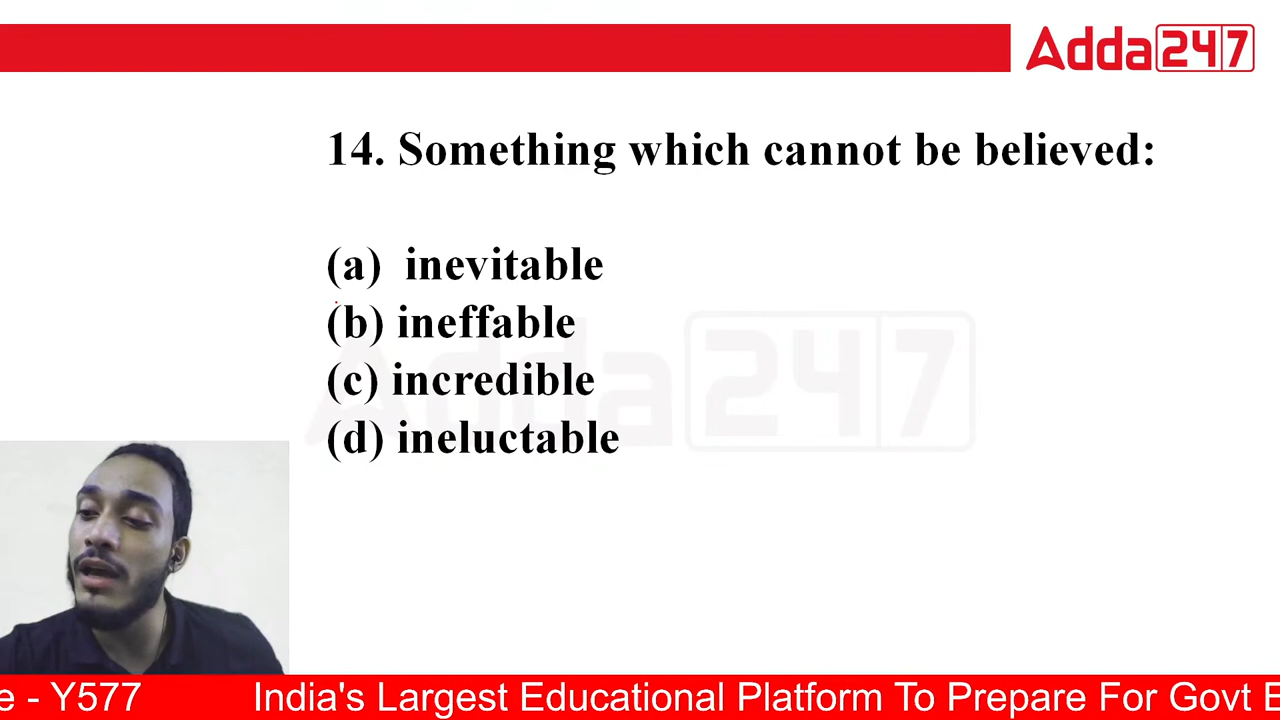 Adda247
14. Something which cannot be believed:
(a) inevitable
(b) ineffable
(c) incredible
(d) ineluctable
Adda247
e - Y577 India's Largest Educational Platform To Prepare For Govt E